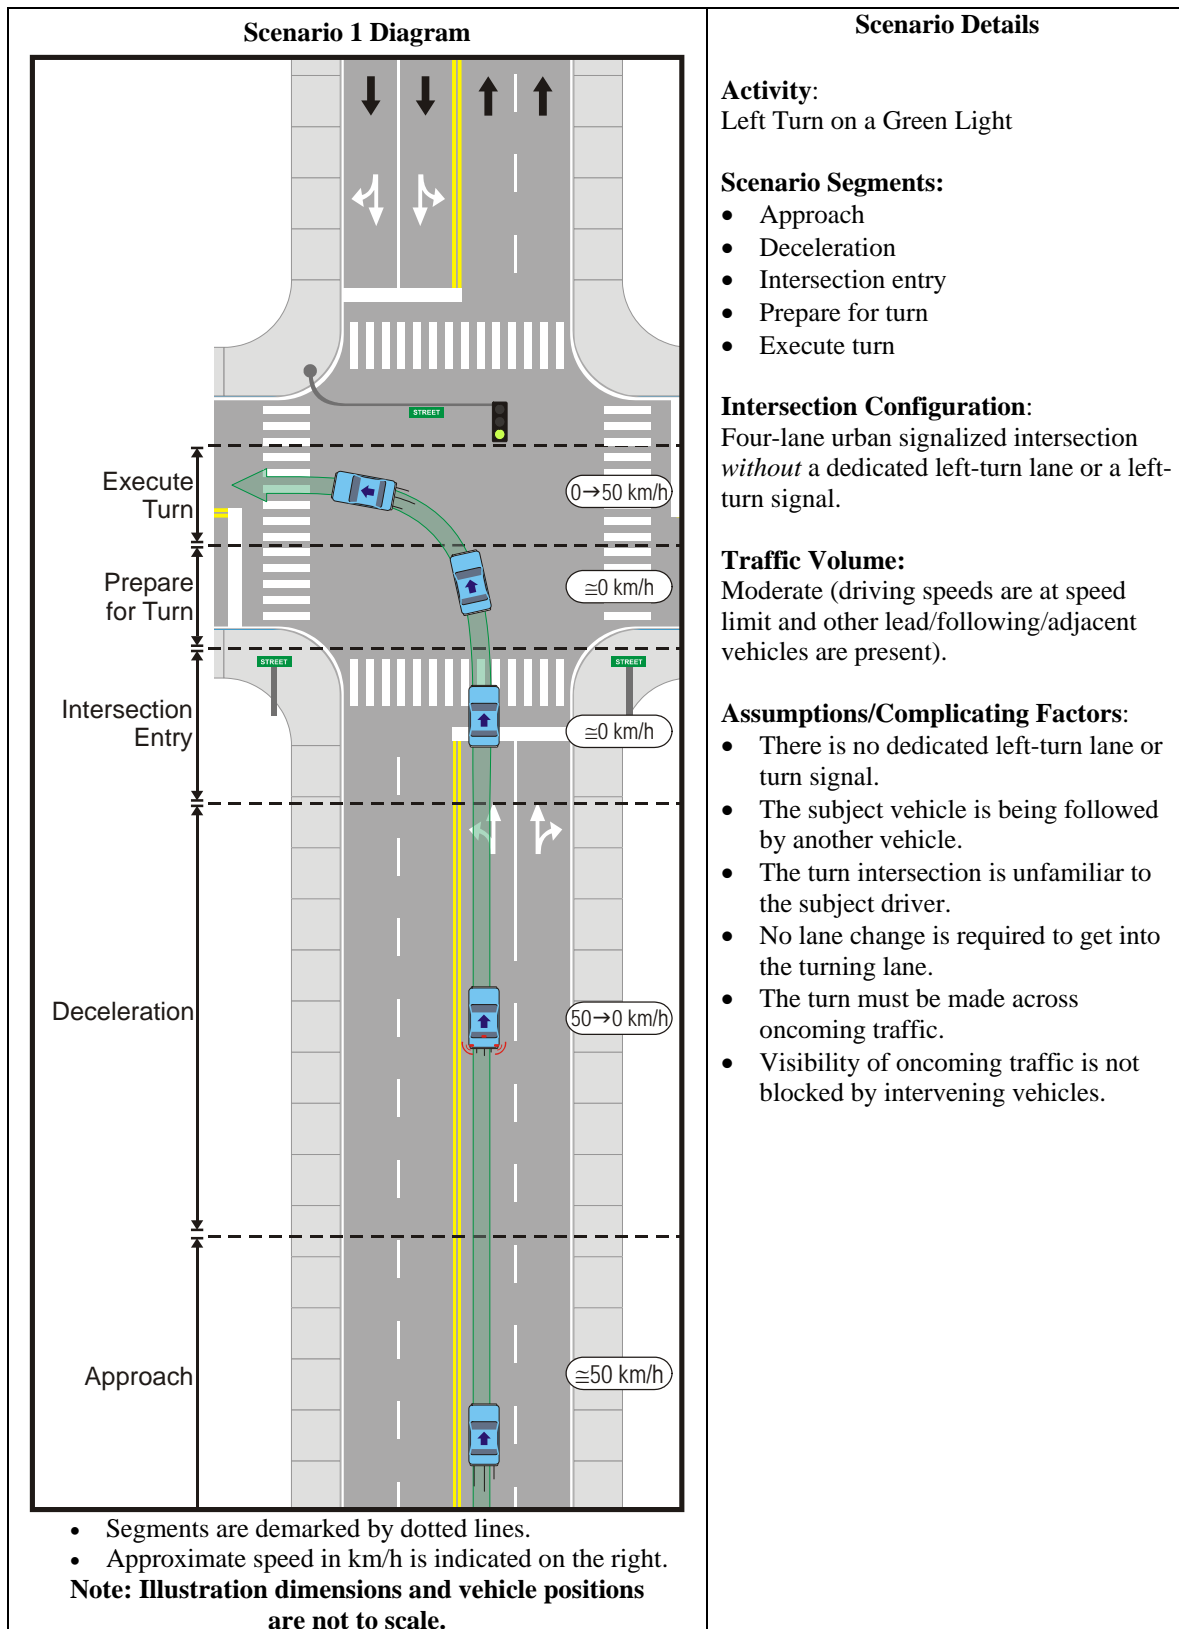 Scenario 1 Diagram
STREET
Execute
Turn
0→50 km/h
Prepare
for Turn
≅0 km/h
STREET
STREET
Intersection
Entry
≅0 km/h
Deceleration
50→0 km/h
Approach
≅50 km/h
• Segments are demarked by dotted lines.
• Approximate speed in km/h is indicated on the right.
Note: Illustration dimensions and vehicle positions
are not to scale.
Scenario Details
Activity:
Left Turn on a Green Light
Scenario Segments:
• Approach
• Deceleration
• Intersection entry
• Prepare for turn
• Execute turn
Intersection Configuration:
Four-lane urban signalized intersection
without a dedicated left-turn lane or a left-
turn signal.
Traffic Volume:
Moderate (driving speeds are at speed
limit and other lead/following/adjacent
vehicles are present).
Assumptions/Complicating Factors:
• There is no dedicated left-turn lane or
turn signal.
• The subject vehicle is being followed
by another vehicle.
• The turn intersection is unfamiliar to
the subject driver.
• No lane change is required to get into
the turning lane.
• The turn must be made across
oncoming traffic.
• Visibility of oncoming traffic is not
blocked by intervening vehicles.